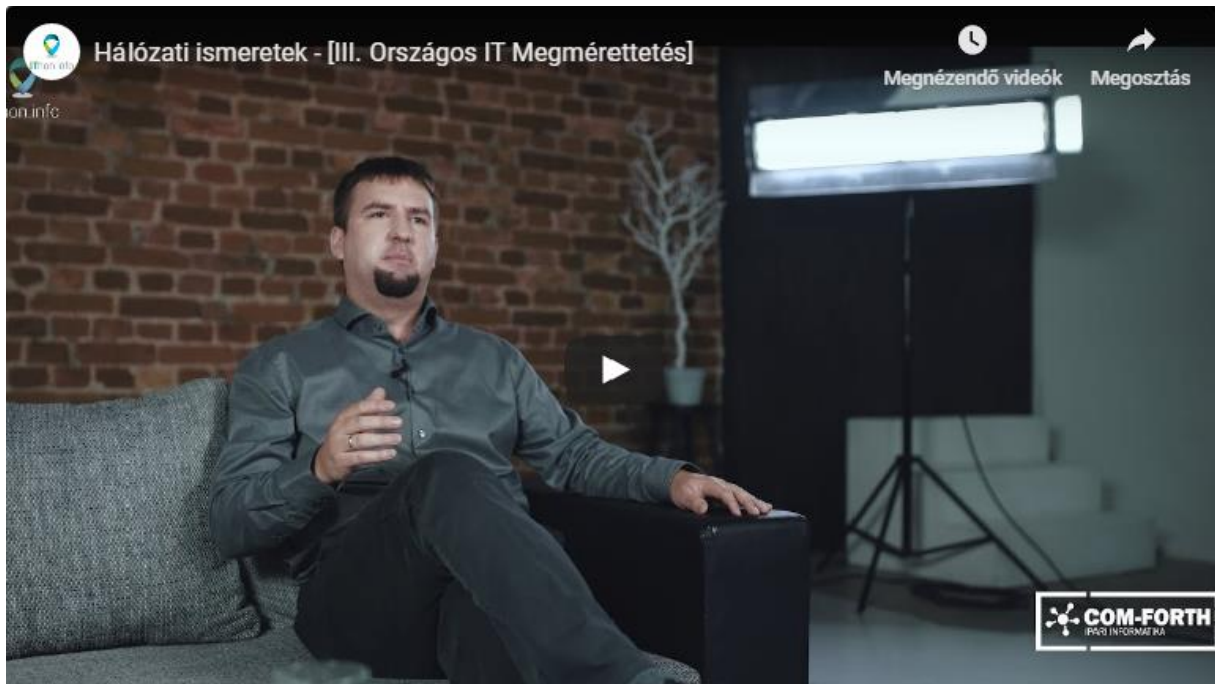 Hálózati ismeretek - [III. Országos IT Megmérettetés]
Megnézendő videók
Megosztás
COM-FORTH
IPARI INFORMATIKA